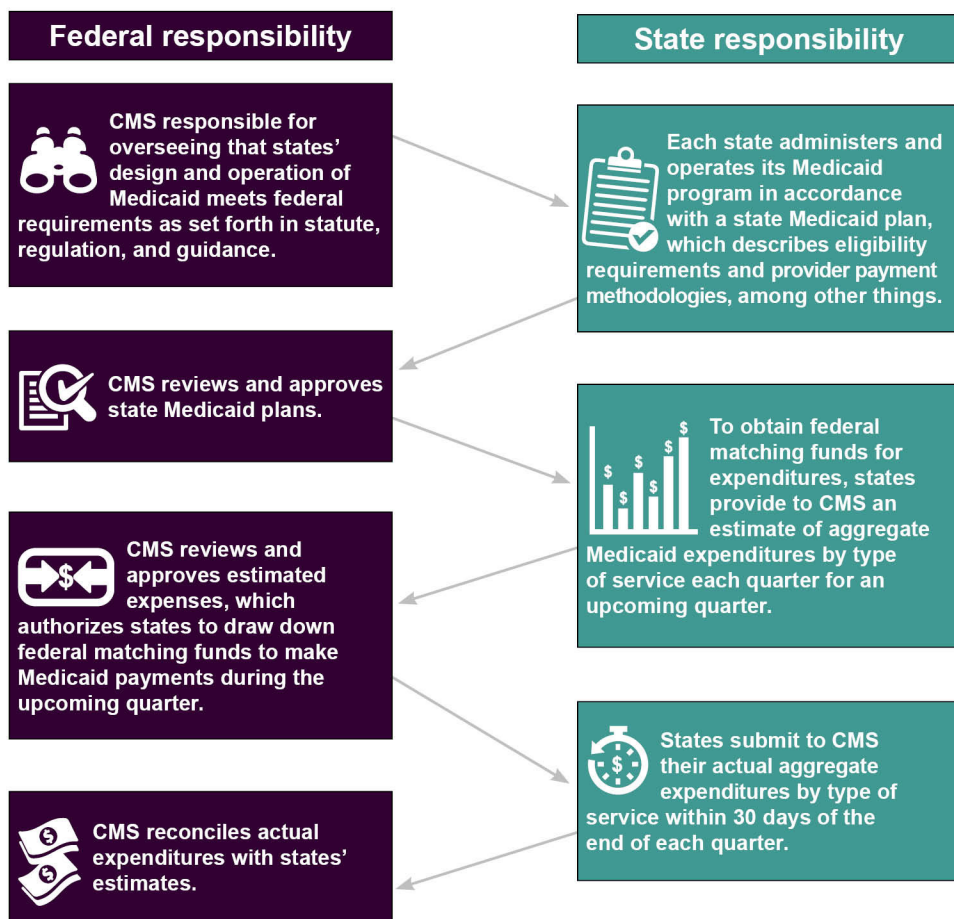 Federal responsibility
State responsibility
CMS responsible for
overseeing that states'
design and operation of
Medicaid meets federal
requirements as set forth in statute,
regulation, and guidance.
Each state administers and
operates its Medicaid
program in accordance
with a state Medicaid plan,
which describes eligibility
requirements and provider payment
methodologies, among other things.
CMS reviews and approves
state Medicaid plans.
$ $ $ $ $ $
To obtain federal
matching funds for
expenditures, states
provide to CMS an
estimate of aggregate
Medicaid expenditures by type
of service each quarter for an
upcoming quarter.
$
CMS reviews and
approves estimated
expenses, which
authorizes states to draw down
federal matching funds to make
Medicaid payments during the
upcoming quarter.
$
States submit to CMS
their actual aggregate
expenditures by type of
service within 30 days of the
end of each quarter.
$
$
CMS reconciles actual
expenditures with states'
estimates.